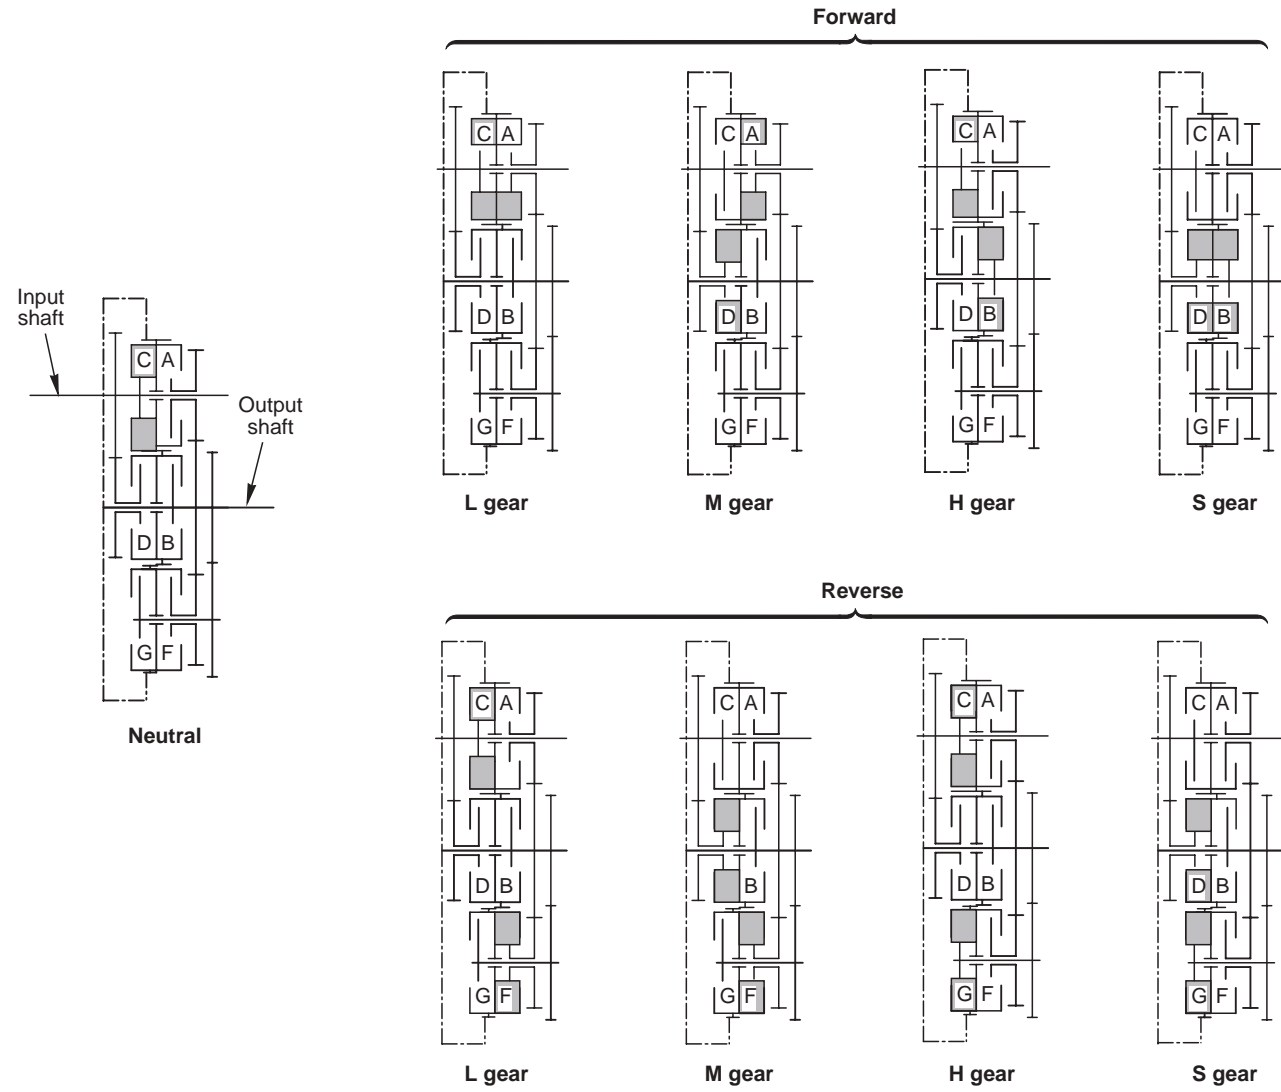 Forward
C A
D B
G F
L gear
C A
D B
G F
M gear
C A
D B
G F
H gear
C A
D B
G F
S gear
Input
shaft
Output
shaft
C A
D B
G F
Neutral
Reverse
C A
D B
G F
L gear
C A
B
G F
M gear
C A
D B
G F
H gear
C A
D B
G F
S gear